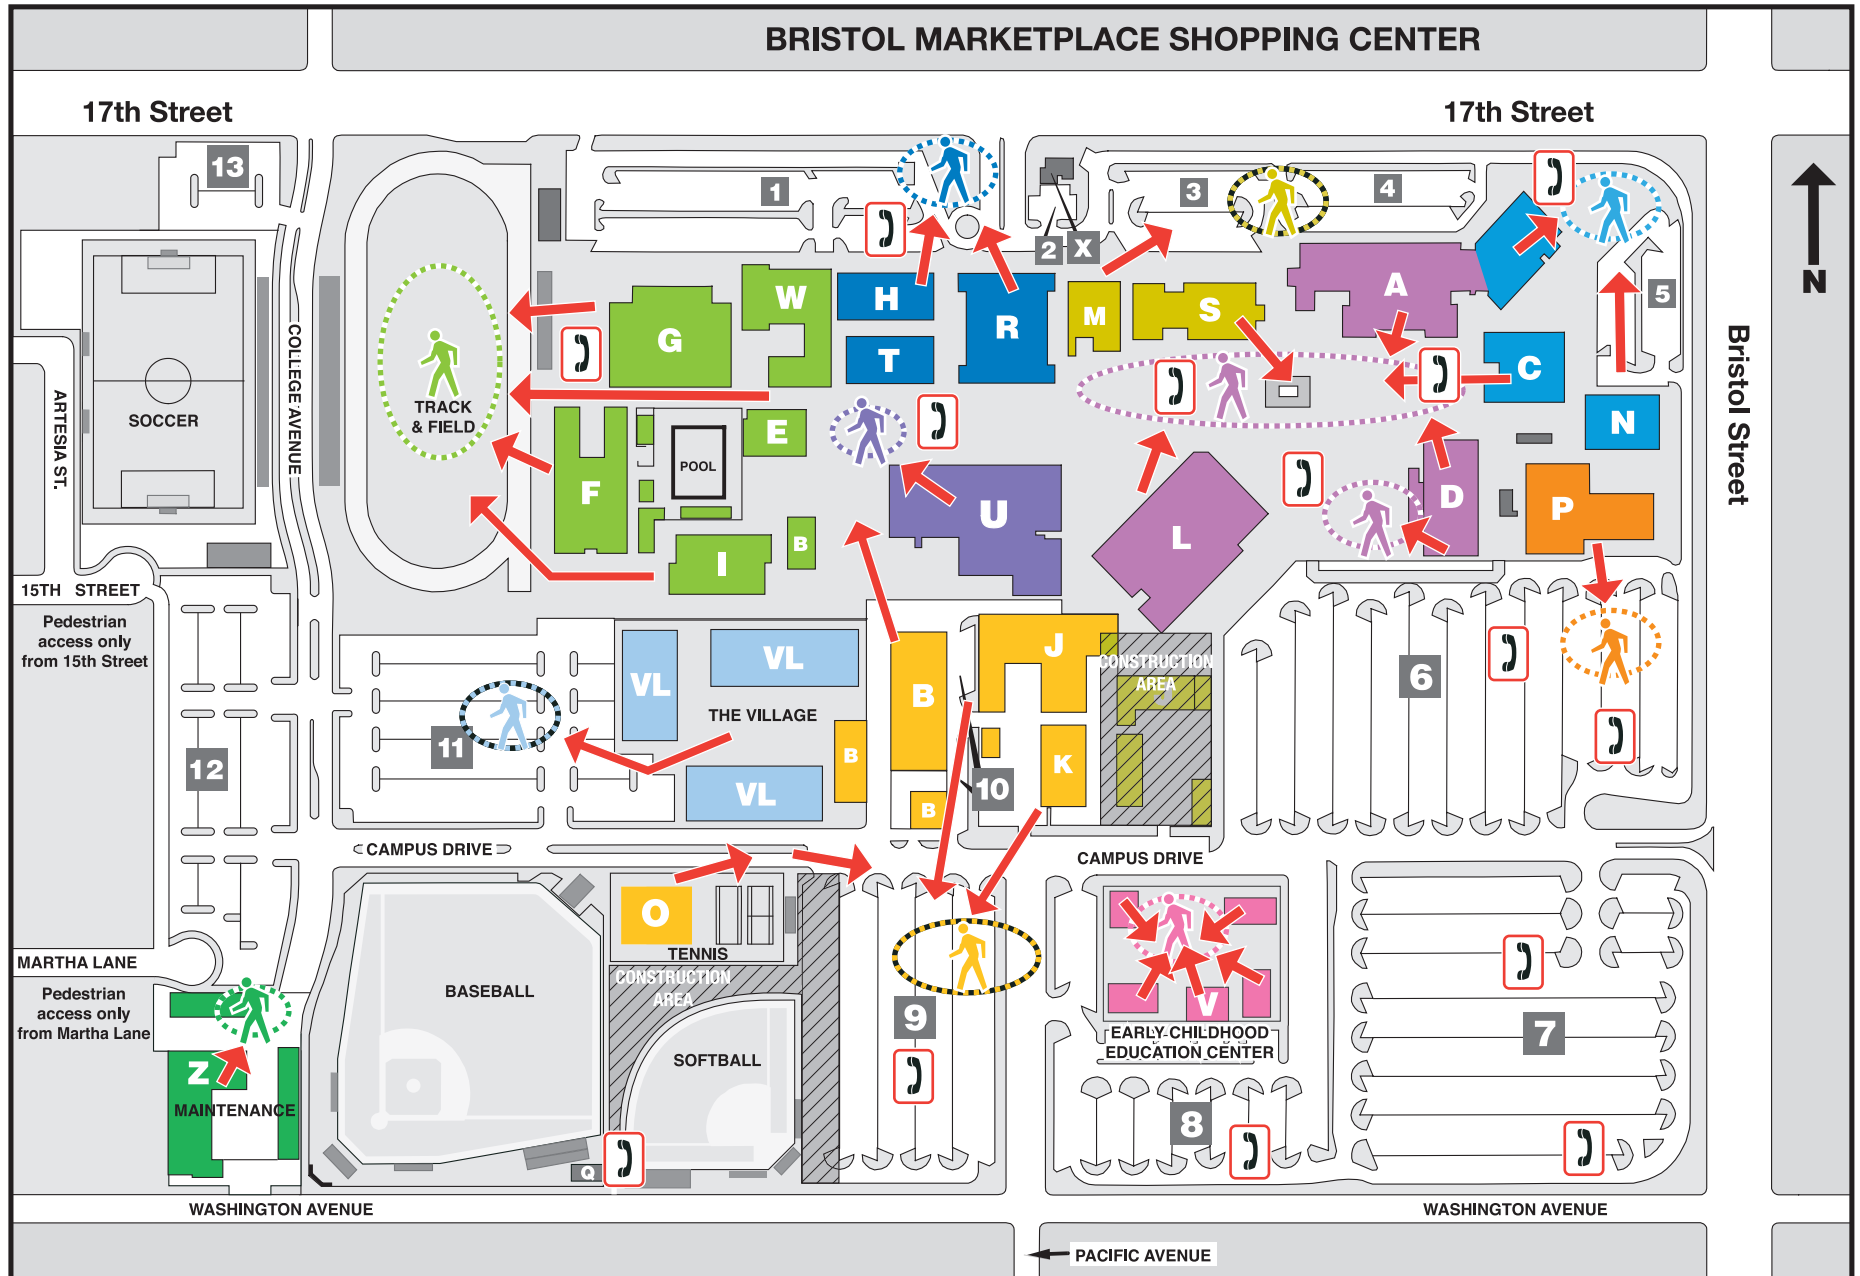 BRISTOL MARKETPLACE SHOPPING CENTER
17th Street
17th Street
13
1
3
4
2
X
5
N
COLLEGE AVENUE
ARTESIA ST.
SOCCER
TRACK
& FIELD
G
W
H
T
R
M
S
A
C
N
Bristol Street
F
POOL
E
I
B
U
L
D
P
15TH STREET
Pedestrian
access only
from 15th Street
VL
VL
THE VILLAGE
VL
B
B
B
J
K
CONSTRUCTION
AREA
6
11
12
10
CAMPUS DRIVE
CAMPUS DRIVE
O
TENNIS
CONSTRUCTION
AREA
BASEBALL
SOFTBALL
9
V
EARLY CHILDHOOD
EDUCATION CENTER
7
8
MARTHA LANE
Pedestrian
access only
from Martha Lane
Z
MAINTENANCE
Q
WASHINGTON AVENUE
WASHINGTON AVENUE
PACIFIC AVENUE